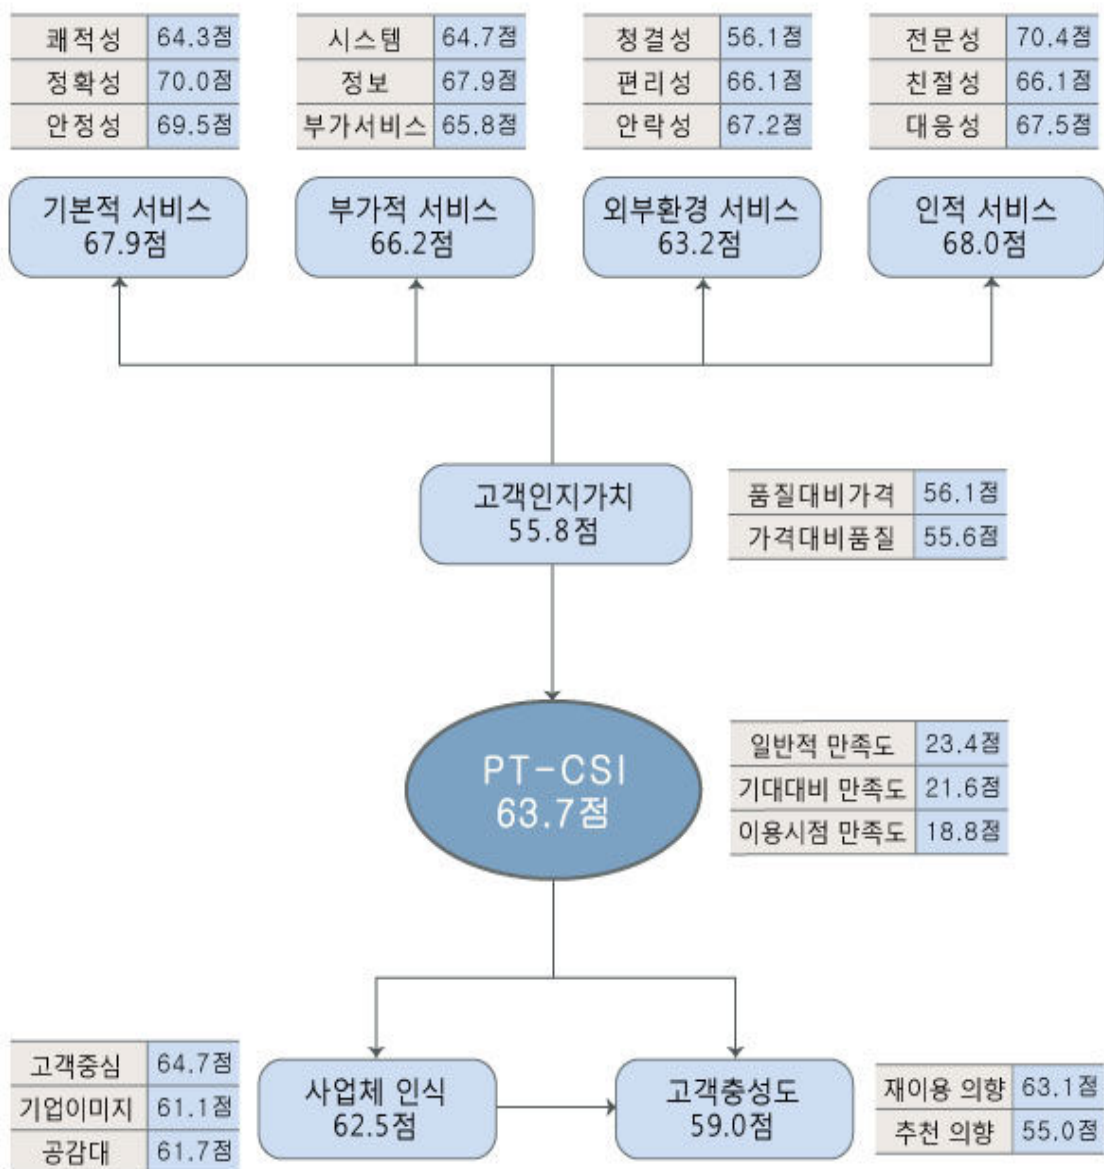 쾌적성 64.3점
정확성 70.0점
안정성 69.5점
시스템 64.7점
정보 67.9점
부가서비스 65.8점
청결성 56.1점
편리성 66.1점
안락성 67.2점
전문성 70.4점
친절성 66.1점
대응성 67.5점
기본적 서비스
67.9점
부가적 서비스
66.2점
외부환경 서비스
63.2점
인적 서비스
68.0점
고객인지가치
55.8점
품질대비가격 56.1점
가격대비품질 55.6점
PT-CSI
63.7점
일반적 만족도 23.4점
기대대비 만족도 21.6점
이용시점 만족도 18.8점
고객중심 64.7점
기업이미지 61.1점
공감대 61.7점
사업체 인식
62.5점
고객충성도
59.0점
재이용 의향 63.1점
추천 의향 55.0점